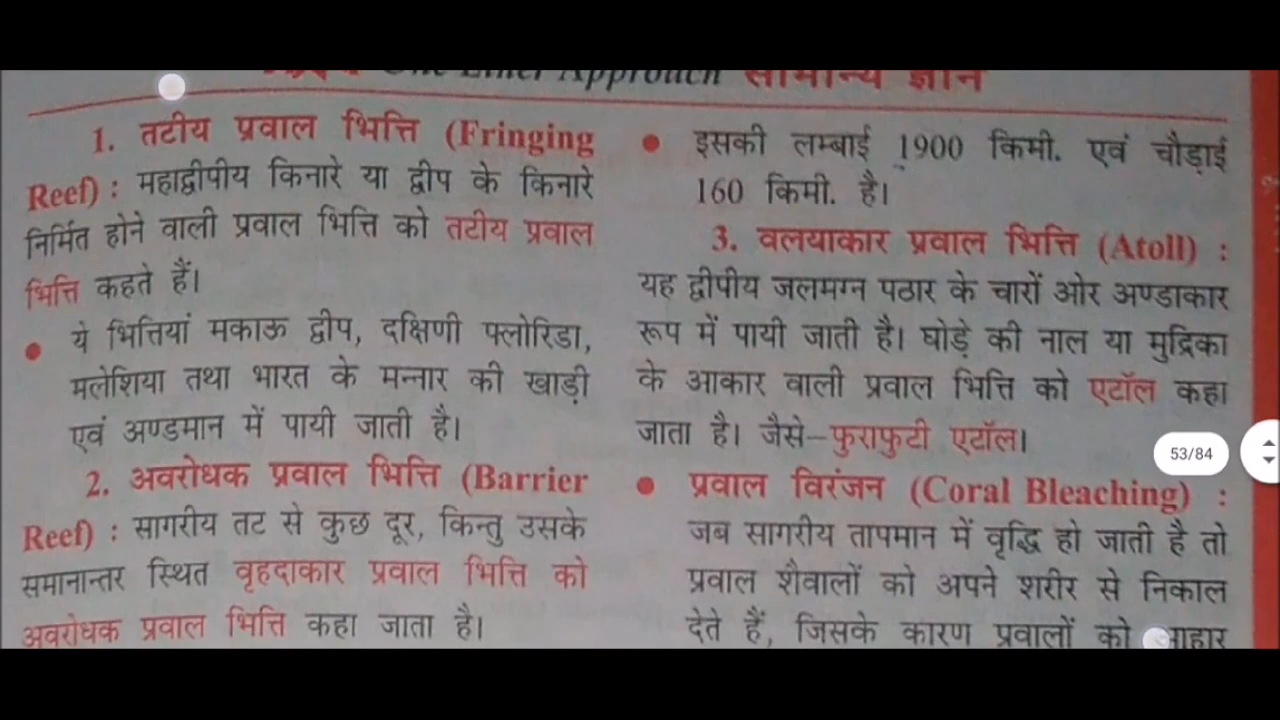 One Liner Approach सामान्य ज्ञान
1. तटीय प्रवाल भित्ति (Fringing
Reef) : महाद्वीपीय किनारे या द्वीप के किनारे
निर्मित होने वाली प्रवाल भित्ति को तटीय प्रवाल
भित्ति कहते हैं।
● ये भित्तियां मकाऊ द्वीप, दक्षिणी फ्लोरिडा,
मलेशिया तथा भारत के मन्नार की खाड़ी
एवं अण्डमान में पायी जाती है।
2. अवरोधक प्रवाल भित्ति (Barrier
Reef) : सागरीय तट से कुछ दूर, किन्तु उसके
समानान्तर स्थित वृहदाकार प्रवाल भित्ति को
अवरोधक प्रवाल भित्ति कहा जाता है।
● इसकी लम्बाई 1900 किमी. एवं चौड़ाई
160 किमी. है।
3. वलयाकार प्रवाल भित्ति (Atoll) :
यह द्वीपीय जलमग्न पठार के चारों ओर अण्डाकार
रूप में पायी जाती है। घोड़े की नाल या मुद्रिका
के आकार वाली प्रवाल भित्ति को एटॉल कहा
जाता है। जैसे–फुराफुटी एटॉल।
● प्रवाल विरंजन (Coral Bleaching) :
जब सागरीय तापमान में वृद्धि हो जाती है तो
प्रवाल शैवालों को अपने शरीर से निकाल
देते हैं, जिसके कारण प्रवालों को
53/84